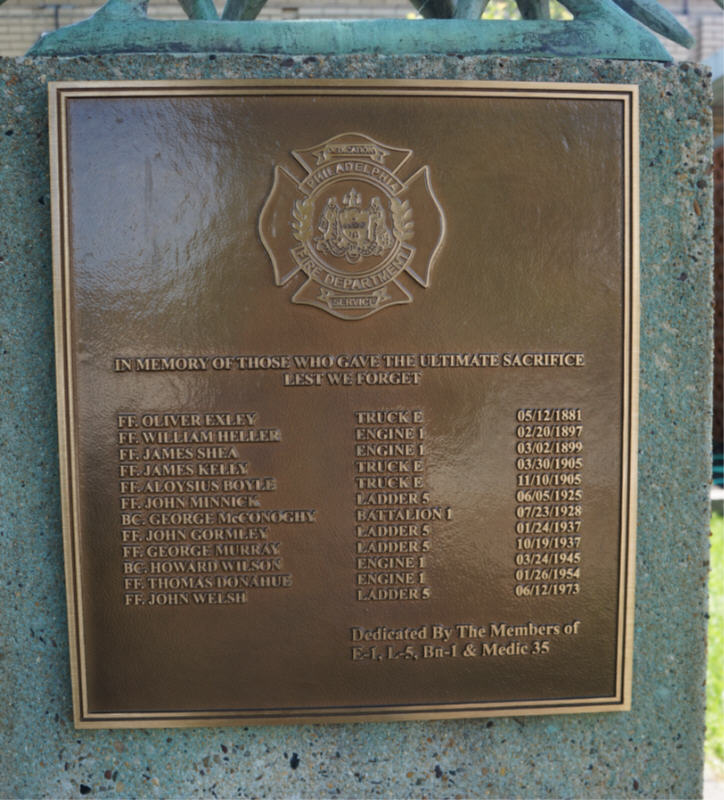 DEDICATION
PHILADELPHIA
FIRE DEPARTMENT
SERVICE
IN MEMORY OF THOSE WHO GAVE THE ULTIMATE SACRIFICE
LEST WE FORGET
FF. OLIVER EXLEY TRUCK E 05/12/1881
FF. WILLIAM HELLER ENGINE 1 02/20/1897
FF. JAMES SHEA ENGINE 1 03/02/1899
FF. JAMES KELLY TRUCK E 03/30/1905
FF. ALOYSIUS BOYLE TRUCK E 11/10/1905
FF. JOHN MINNICK LADDER 5 06/05/1925
BC. GEORGE McCONOGHY BATTALION 1 07/23/1928
FF. JOHN GORMLEY LADDER 5 01/24/1937
FF. GEORGE MURRAY LADDER 5 10/19/1937
BC. HOWARD WILSON ENGINE 1 03/24/1945
FF. THOMAS DONAHUE ENGINE 1 01/26/1954
FF. JOHN WELSH LADDER 5 06/12/1973
Dedicated By The Members of
E-1, L-5, Bn-1 & Medic 35